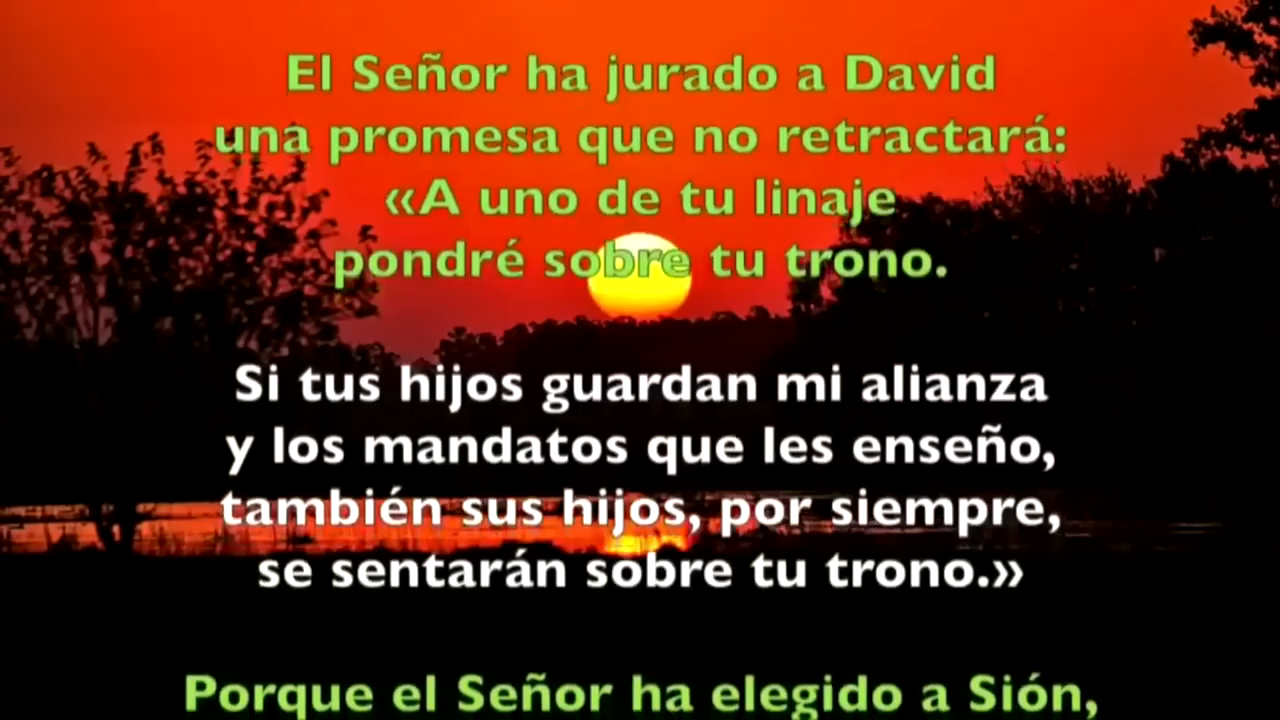 El Señor ha jurado a David
una promesa que no retractará:
«A uno de tu linaje
pondré sobre tu trono.
Si tus hijos guardan mi alianza
y los mandatos que les enseño,
también sus hijos, por siempre,
se sentarán sobre tu trono.»
Porque el Señor ha elegido a Sión,